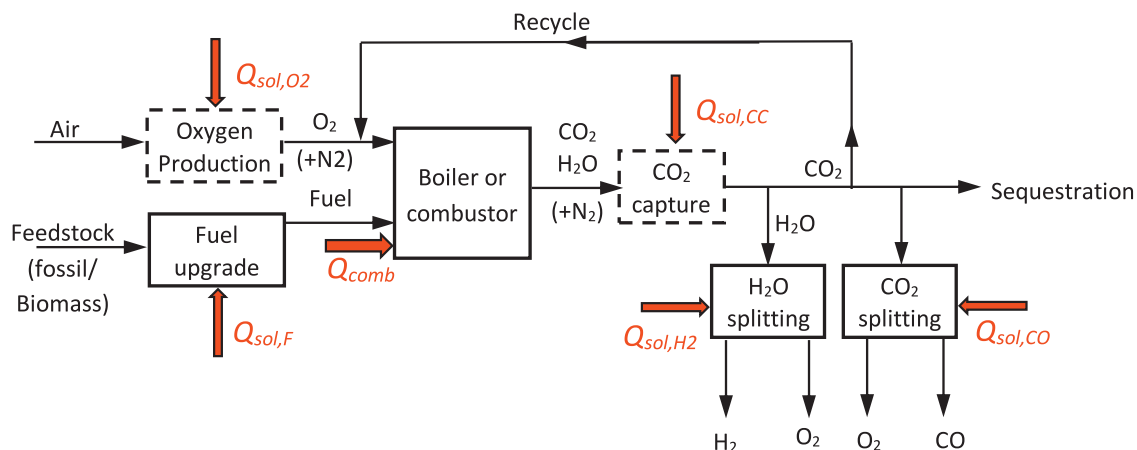 Recycle
Q_sol,O2
Q_sol,CC
Air
Oxygen
Production
O₂
(+N2)
CO₂
H₂O
(+N₂)
Boiler or
combustor
CO₂
capture
CO₂
Sequestration
Feedstock
(fossil/
Biomass)
Fuel
upgrade
Fuel
Q_comb
H₂O
Q_sol,F
H₂O
splitting
CO₂
splitting
Q_sol,H2
Q_sol,CO
H₂
O₂
O₂
CO